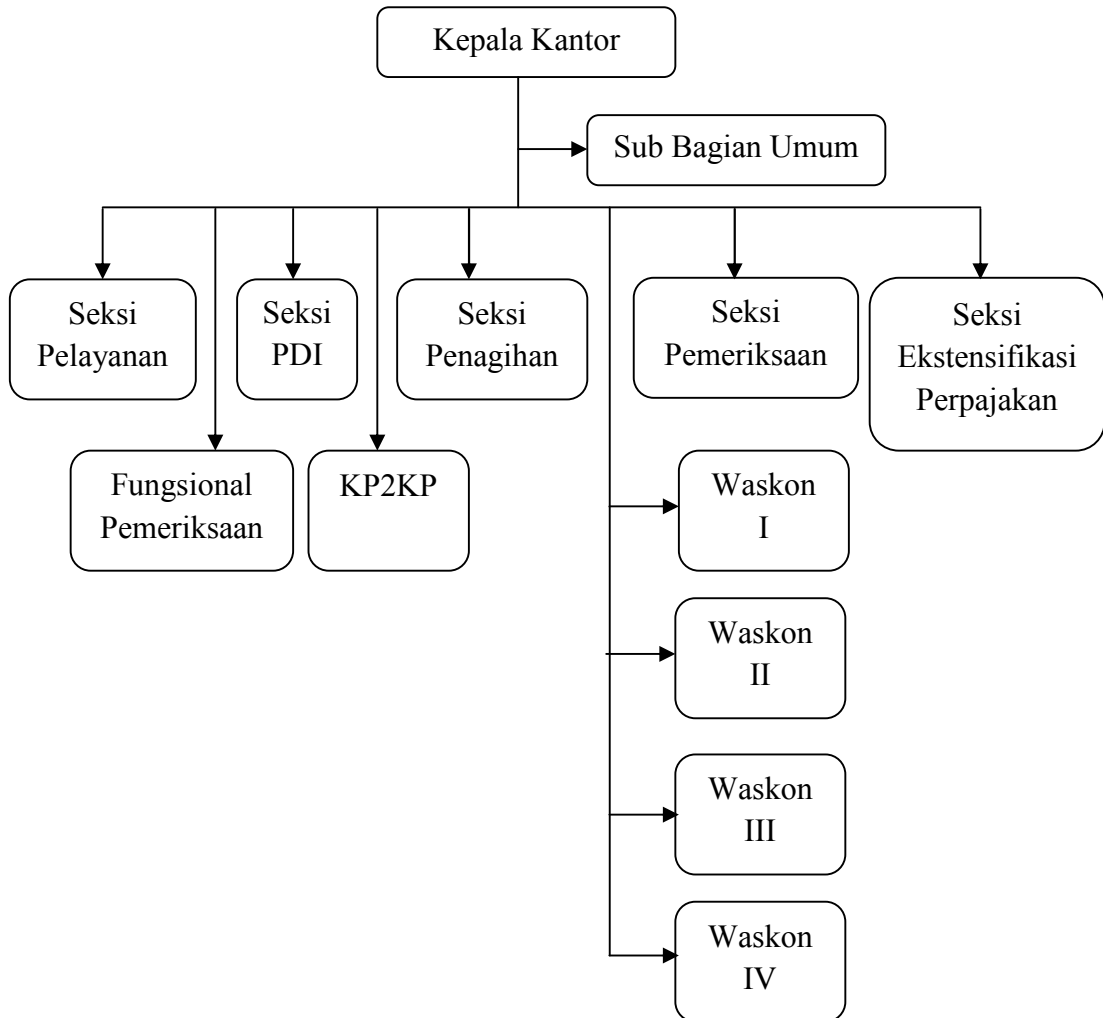 Kepala Kantor
Sub Bagian Umum
Seksi
Pelayanan
Seksi
PDI
Seksi
Penagihan
Seksi
Pemeriksaan
Seksi
Ekstensifikasi
Perpajakan
Fungsional
Pemeriksaan
KP2KP
Waskon
I
Waskon
II
Waskon
III
Waskon
IV